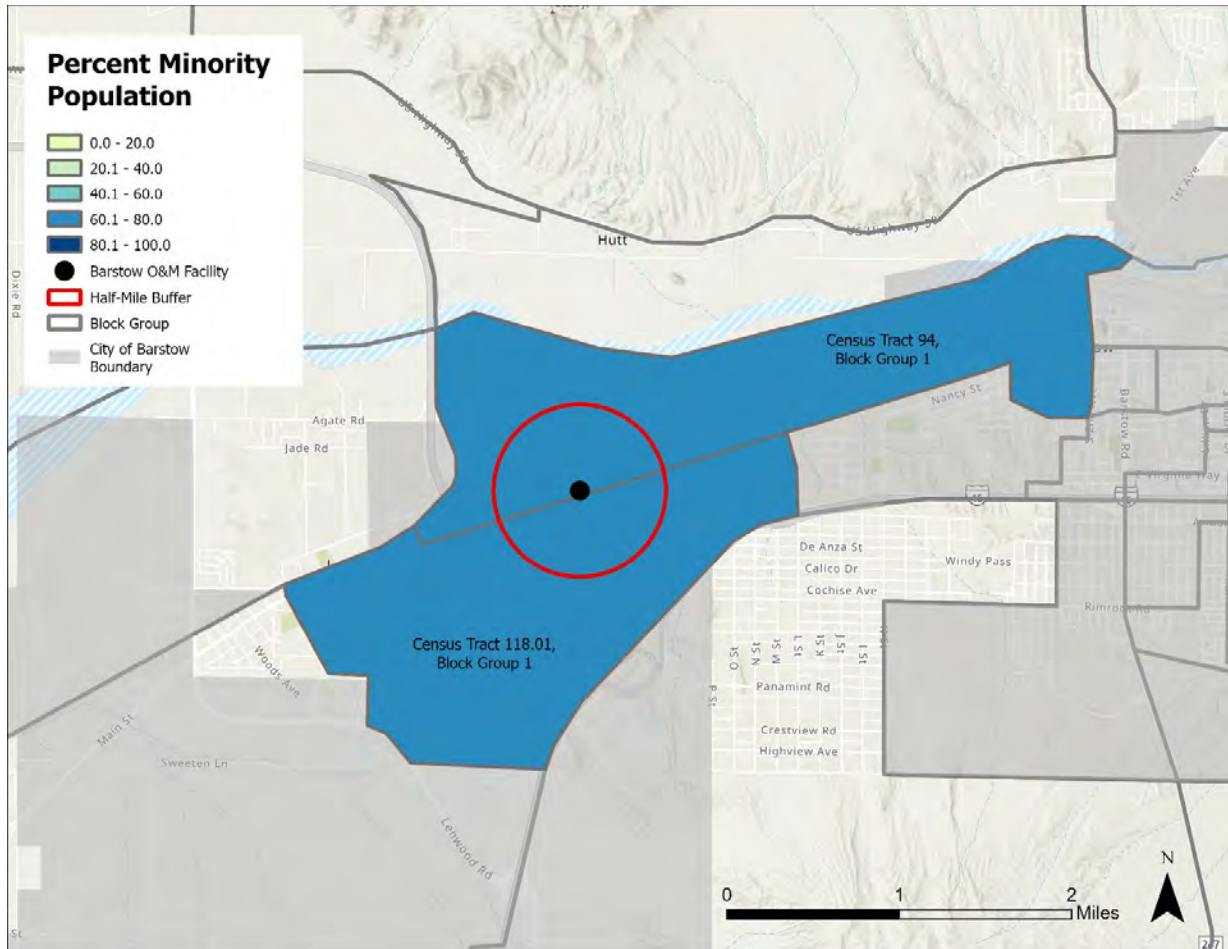 Percent Minority
Population
0.0 - 20.0
20.1 - 40.0
40.1 - 60.0
60.1 - 80.0
80.1 - 100.0
Barstow O&M Facility
Half-Mile Buffer
Block Group
City of Barstow
Boundary
US Highway 58
US Highway 58
1st Ave
Hutt
Dixie Rd
Census Tract 94,
Block Group 1
Nancy St
Barstow Rd
Agate Rd
Jade Rd
E Virginia Way
De Anza St
Calico Dr
Cochise Ave
Windy Pass
Rimrock Rd
Census Tract 118.01,
Block Group 1
Woods Ave
O St
N St
M St
L St
K St
J St
I St
P St
Panamint Rd
Crestview Rd
Highview Ave
Main St
Sweeten Ln
Lenwood Rd
N
0 1 2
Miles
247